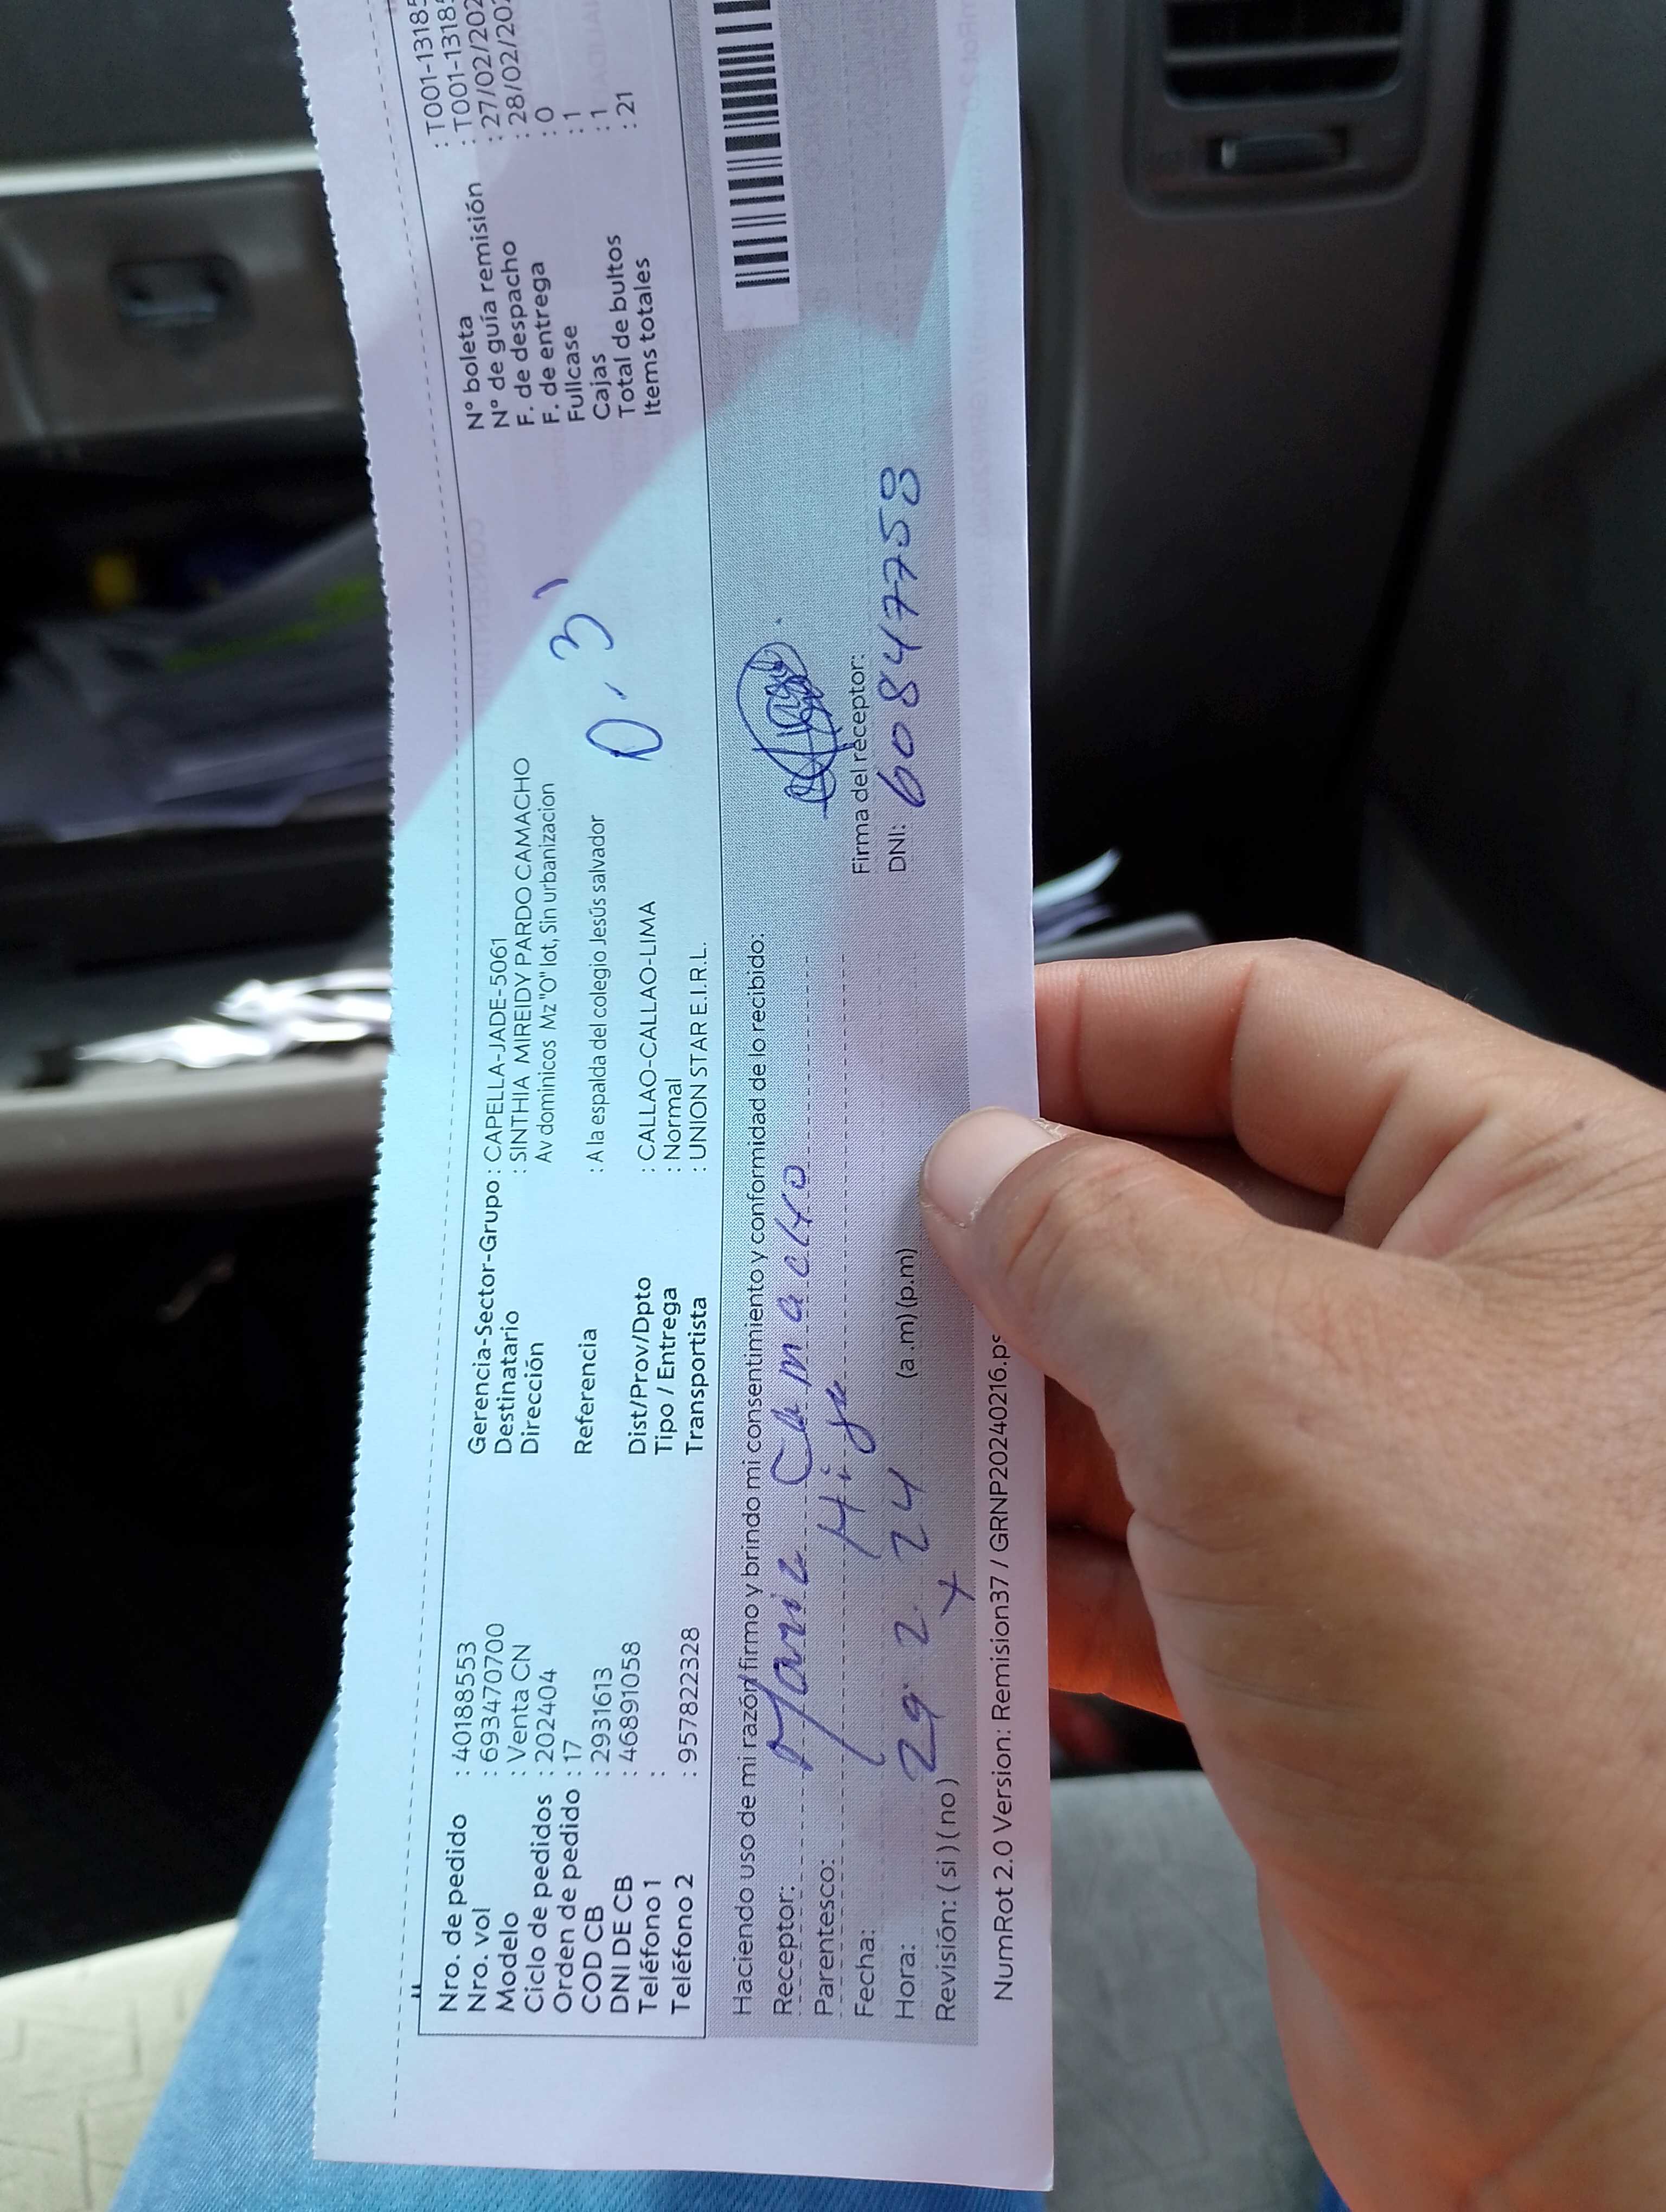 Nro. de pedido : 40188553
Nro. vol : 693470700
Modelo : Venta CN
Ciclo de pedidos : 202404
Orden de pedido : 17
COD CB : 2931613
DNI DE CB : 46891058
Teléfono 1 :
Teléfono 2 : 957822328
Gerencia-Sector-Grupo : CAPELLA-JADE-5061
Destinatario : SINTHIA MIREIDY PARDO CAMACHO
Dirección Av dominicos Mz "O" lot, Sin urbanizacion
Referencia : A la espalda del colegio Jesús salvador
Dist/Prov/Dpto : CALLAO-CALLAO-LIMA
Tipo / Entrega : Normal
Transportista : UNION STAR E.I.R.L.
D. 3
N° boleta : T001-1318
N° de guía remisión : T001-1318
F. de despacho : 27/02/202
F. de entrega : 28/02/20
Fullcase : 0
Cajas : 1
Total de bultos : 1
Items totales : 21
Haciendo uso de mi razón firmo y brindo mi consentimiento y conformidad de lo recibido:
Receptor: Maria Camacho
Parentesco: Hija
Fecha: 29 2 24
Hora: (a.m) (p.m)
Revisión: ( si ) ( no )
Firma del receptor:
DNI: 60847758
NumRot 2.0 Version: Remision37 / GRNP20240216.ps